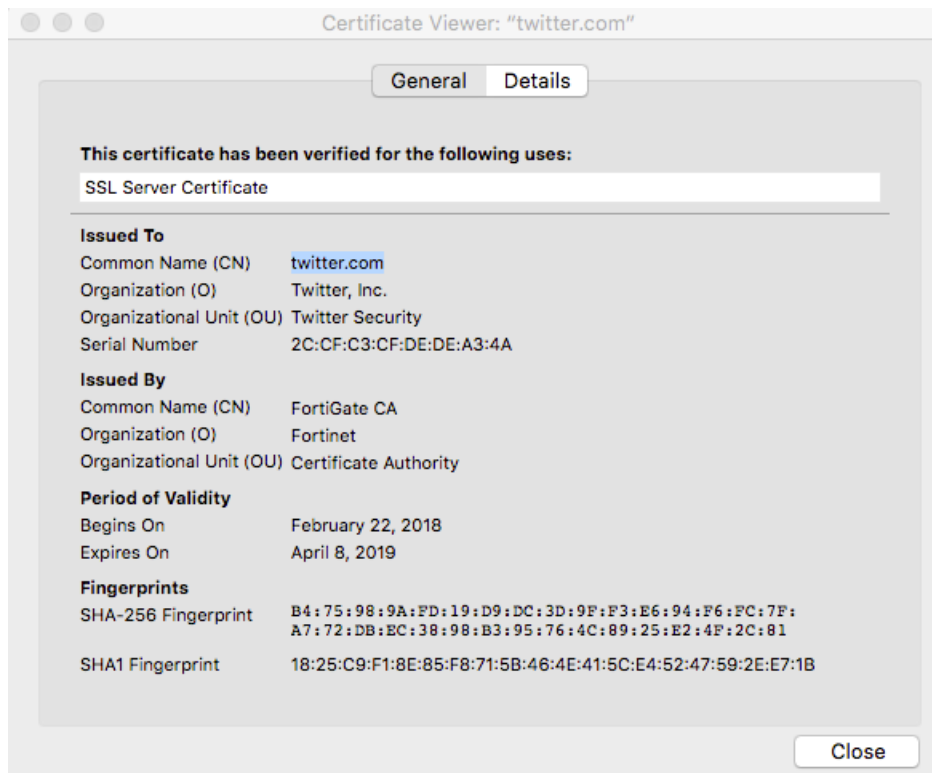 Certificate Viewer: “twitter.com”
General Details
This certificate has been verified for the following uses:
SSL Server Certificate
Issued To
Common Name (CN) twitter.com
Organization (O) Twitter, Inc.
Organizational Unit (OU) Twitter Security
Serial Number 2C:CF:C3:CF:DE:DE:A3:4A
Issued By
Common Name (CN) FortiGate CA
Organization (O) Fortinet
Organizational Unit (OU) Certificate Authority
Period of Validity
Begins On February 22, 2018
Expires On April 8, 2019
Fingerprints
SHA-256 Fingerprint B4:75:98:9A:FD:19:D9:DC:3D:9F:F3:E6:94:F6:FC:7F:
A7:72:DB:EC:38:98:B3:95:76:4C:89:25:E2:4F:2C:81
SHA1 Fingerprint 18:25:C9:F1:8E:85:F8:71:5B:46:4E:41:5C:E4:52:47:59:2E:E7:1B
Close